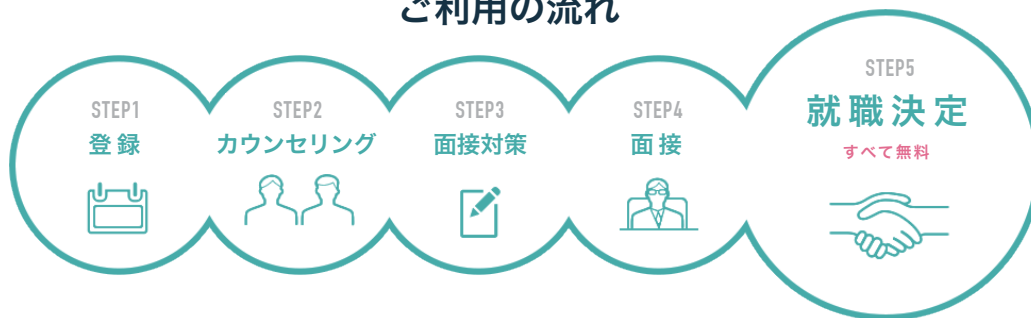 ご利用の流れ
STEP1
登録
STEP2
カウンセリング
STEP3
面接対策
STEP4
面接
STEP5
就職決定
すべて無料